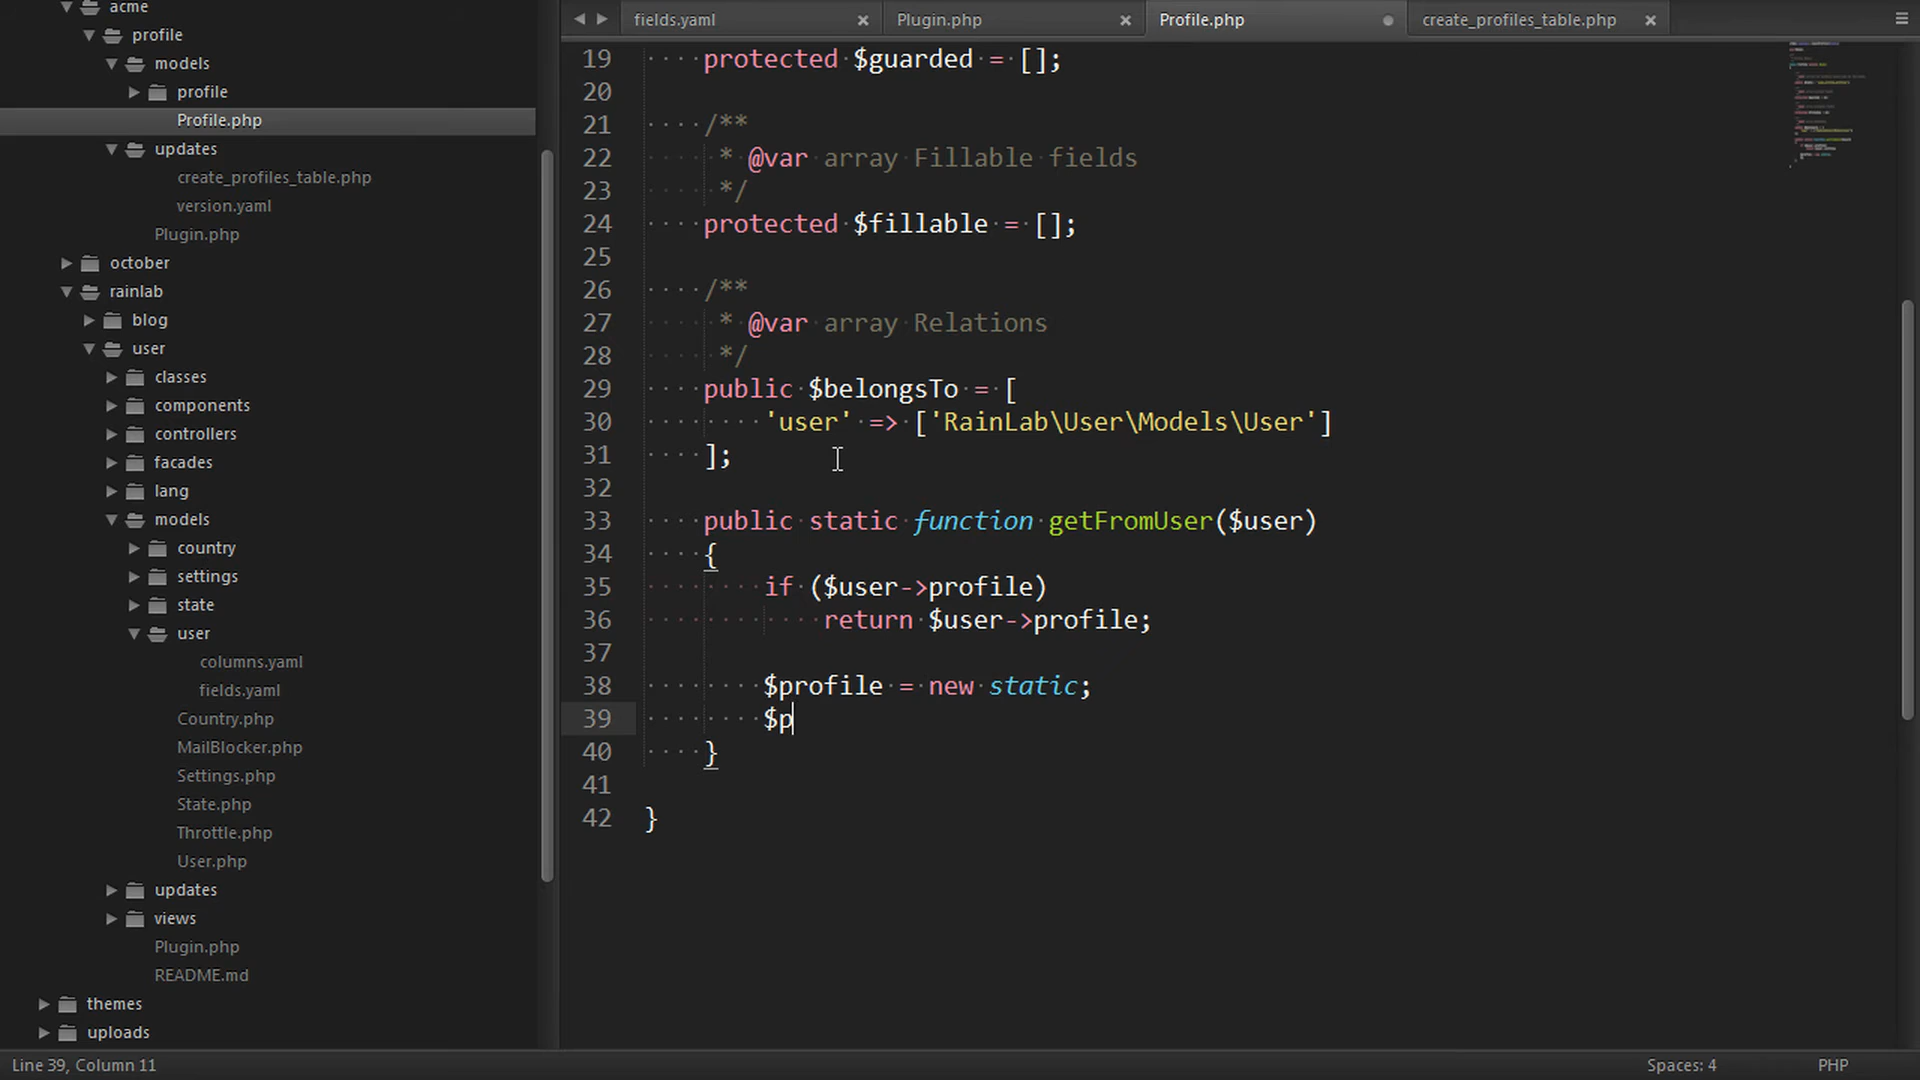 acme
profile
models
profile
Profile.php
updates
create_profiles_table.php
version.yaml
Plugin.php
october
rainlab
blog
user
classes
components
controllers
facades
lang
models
country
settings
state
user
columns.yaml
fields.yaml
Country.php
MailBlocker.php
Settings.php
State.php
Throttle.php
User.php
updates
views
Plugin.php
README.md
themes
uploads
fields.yaml
Plugin.php
Profile.php
create_profiles_table.php
19 protected $guarded = [];
20
21 /**
22 * @var array Fillable fields
23 */
24 protected $fillable = [];
25
26 /**
27 * @var array Relations
28 */
29 public $belongsTo = [
30 'user' => ['RainLab\User\Models\User']
31 ];
32
33 public static function getFromUser($user)
34 {
35 if ($user->profile)
36 return $user->profile;
37
38 $profile = new static;
39 $p
40 }
41
42 }
Line 39, Column 11
Spaces: 4
PHP